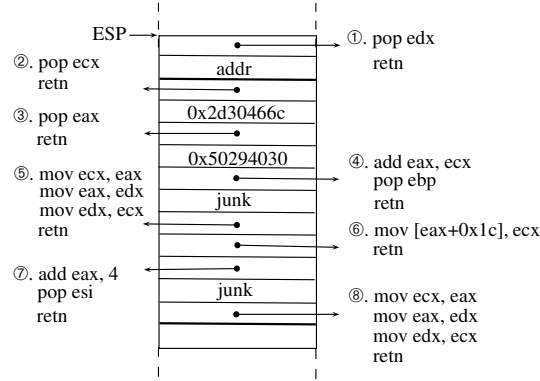 ESP
①. pop edx
retn
②. pop ecx
retn
addr
③. pop eax
retn
0x2d30466c
0x50294030
④. add eax, ecx
pop ebp
retn
⑤. mov ecx, eax
mov eax, edx
mov edx, ecx
retn
junk
⑥. mov [eax+0x1c], ecx
retn
⑦. add eax, 4
pop esi
retn
junk
⑧. mov ecx, eax
mov eax, edx
mov edx, ecx
retn